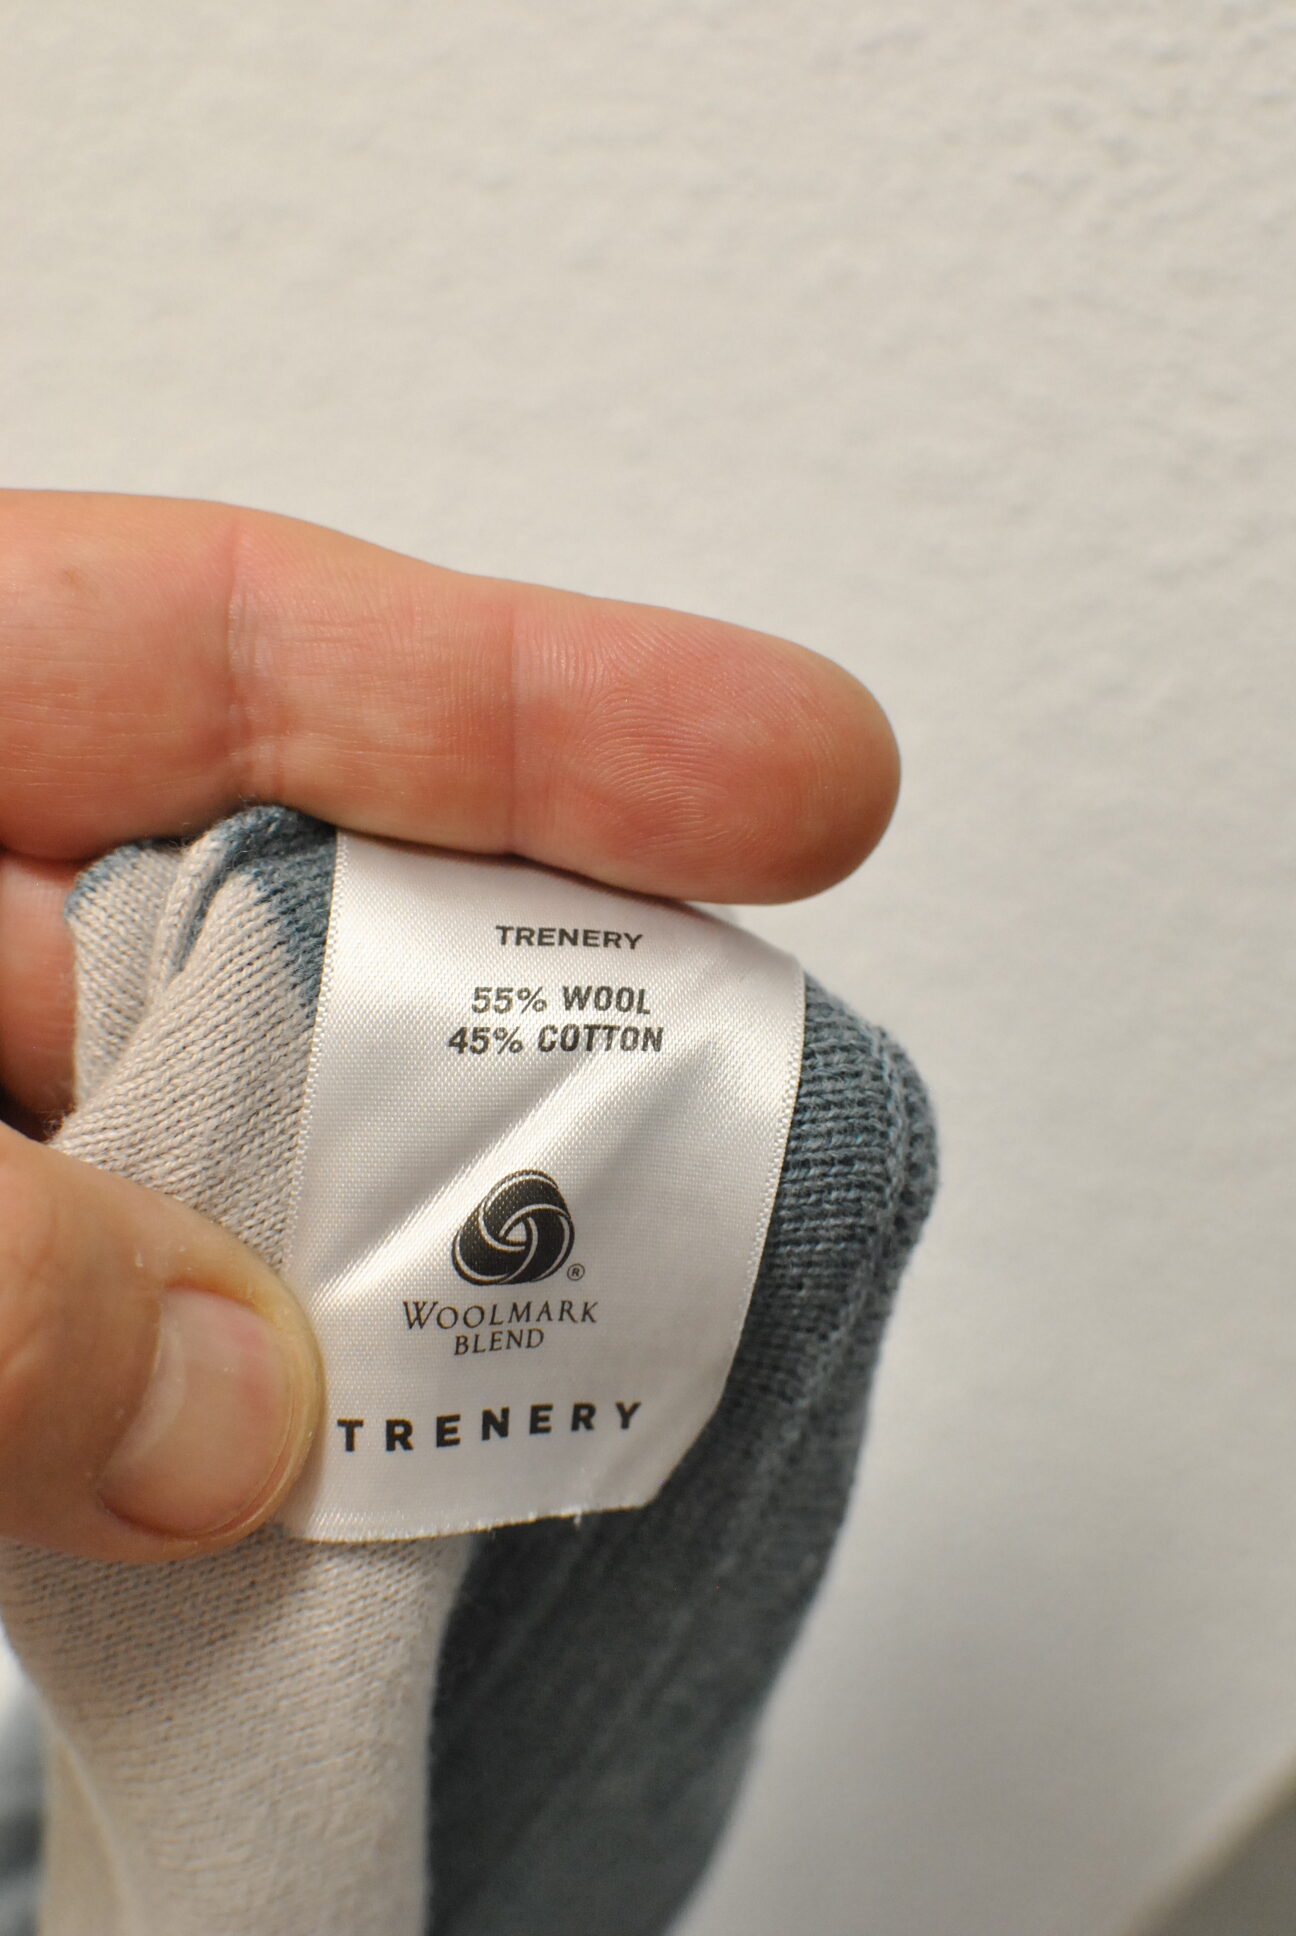 TRENERY
55% WOOL
45% COTTON
®
WOOLMARK
BLEND
TRENERY